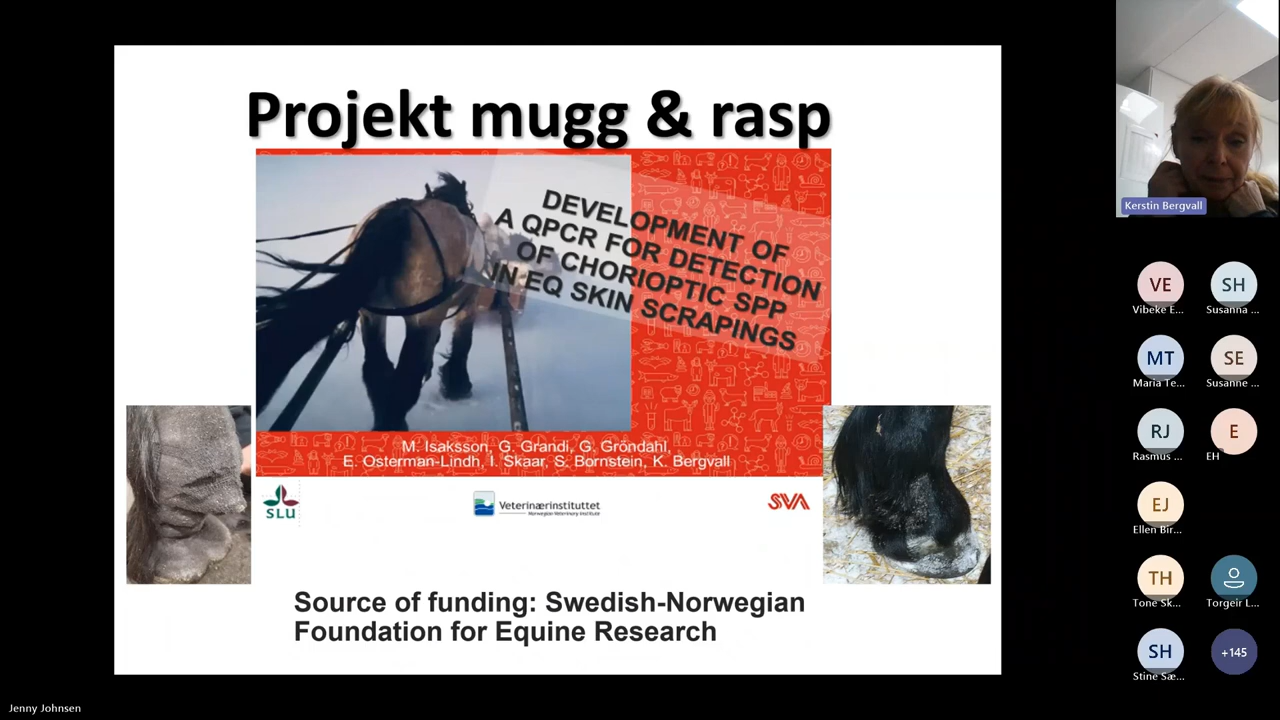 Projekt mugg & rasp
DEVELOPMENT OF
A QPCR FOR DETECTION
OF CHORIOPTIC SPP
IN EQ SKIN SCRAPINGS
M. Isaksson, G. Grandi, G. Gröndahl,
E. Osterman-Lindh, I. Skaar, S. Bornstein, K. Bergvall
SLU
Veterinærinstituttet
Norwegian Veterinary Institute
SVA
Source of funding: Swedish-Norwegian
Foundation for Equine Research
Kerstin Bergvall
VE
SH
Vibeke E...
Susanna ...
MT
SE
Maria Te...
Susanne ...
RJ
E
Rasmus ...
EH
EJ
Ellen Bir...
TH
Tone Sk...
Torgeir L...
SH
+145
Stine Sæ...
Jenny Johnsen